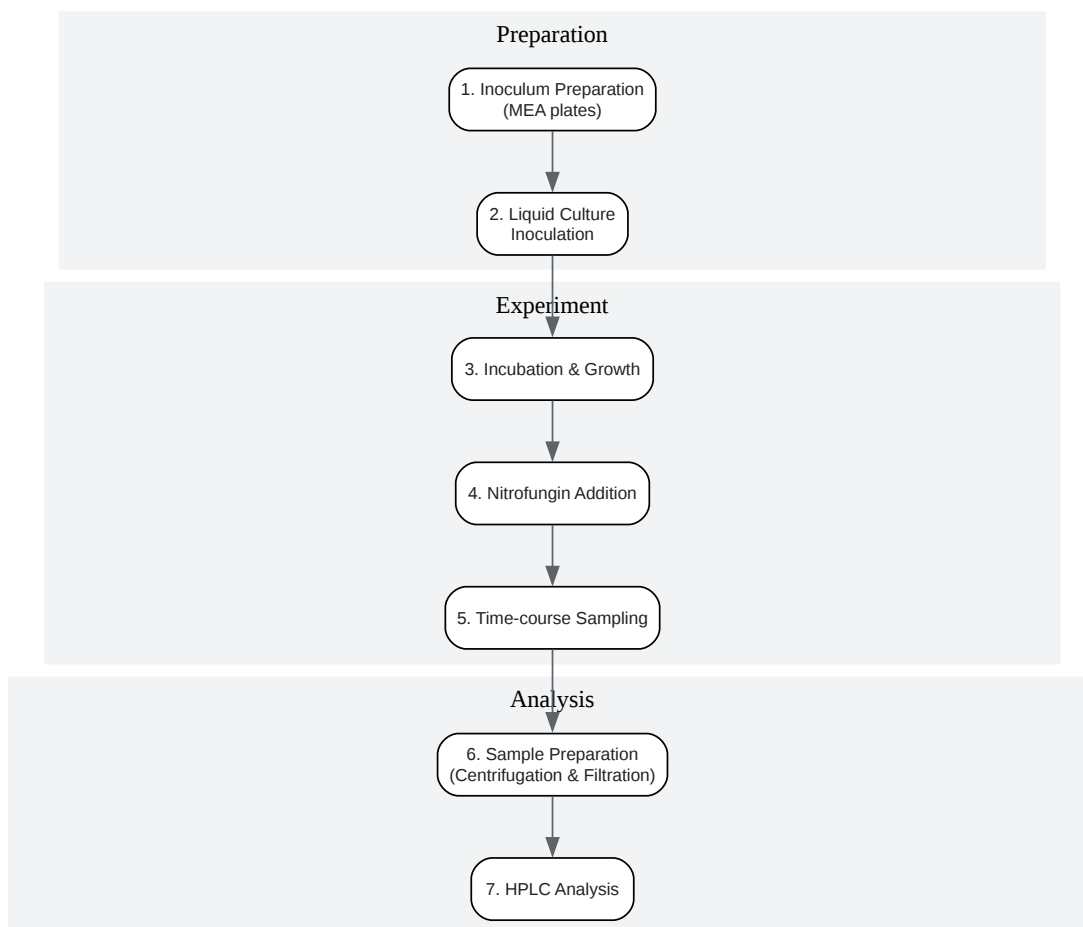 Preparation
1. Inoculum Preparation
(MEA plates)
2. Liquid Culture
Inoculation
Experiment
3. Incubation & Growth
4. Nitrofungin Addition
5. Time-course Sampling
Analysis
6. Sample Preparation
(Centrifugation & Filtration)
7. HPLC Analysis